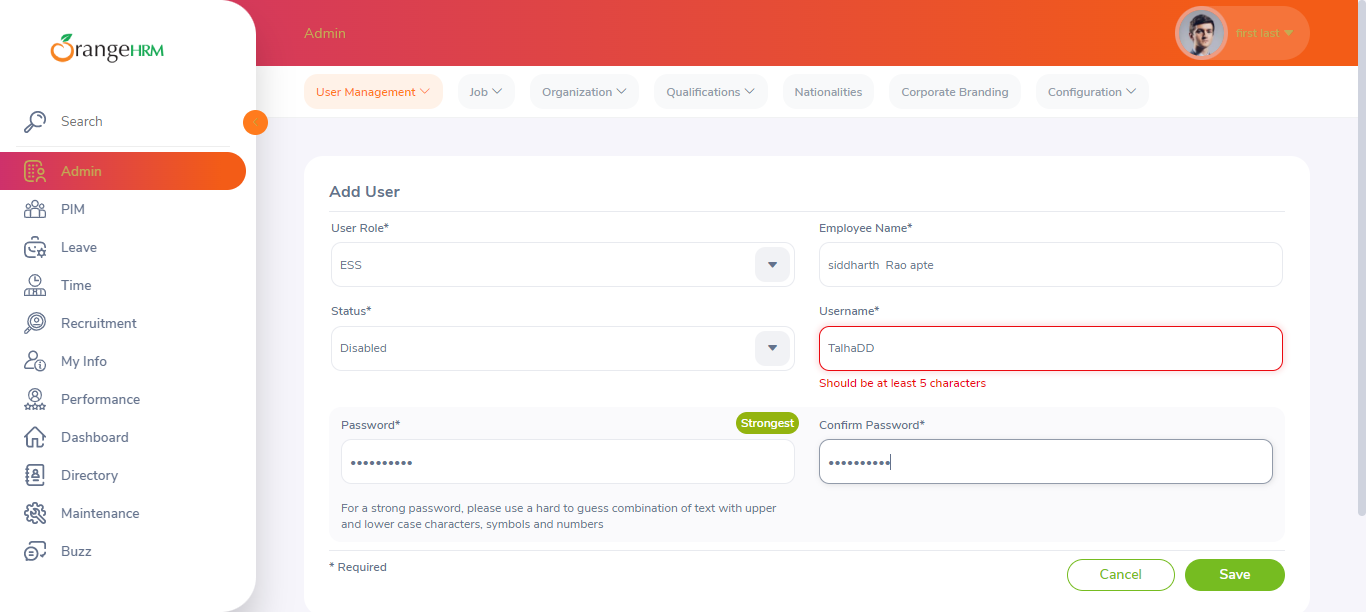 OrangeHRM
Search
Admin
PIM
Leave
Time
Recruitment
My Info
Performance
Dashboard
Directory
Maintenance
Buzz
Admin
first last
User Management
Job
Organization
Qualifications
Nationalities
Corporate Branding
Configuration
Add User
User Role*
ESS
Employee Name*
siddharth  Rao apte
Status*
Disabled
Username*
TalhaDD
Should be at least 5 characters
Password*
Strongest
••••••••••
For a strong password, please use a hard to guess combination of text with upper
and lower case characters, symbols and numbers
Confirm Password*
••••••••••
* Required
Cancel
Save